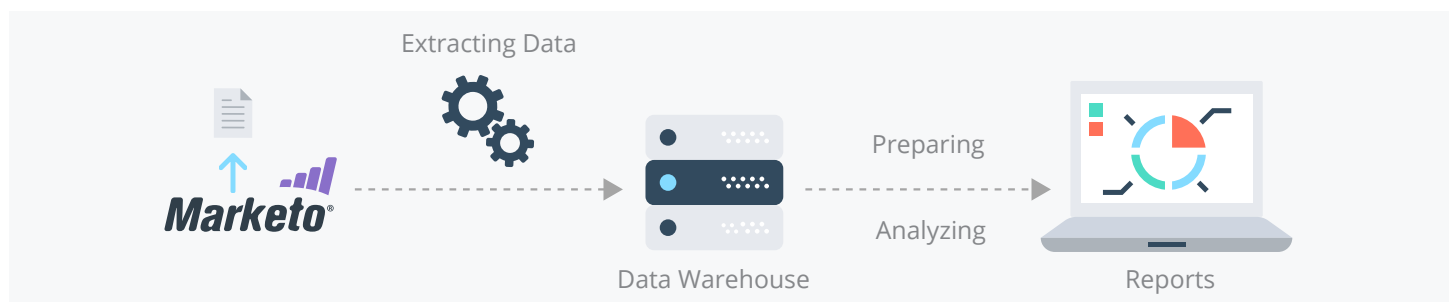 Extracting Data
Marketo®
Preparing
Analyzing
Data Warehouse
Reports